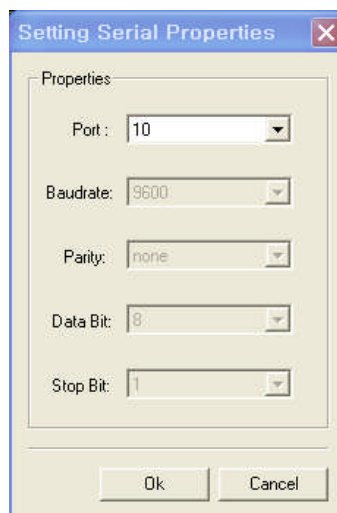 Setting Serial Properties
Properties
Port : 10
Baudrate: 9600
Parity: none
Data Bit: 8
Stop Bit: 1
Ok Cancel